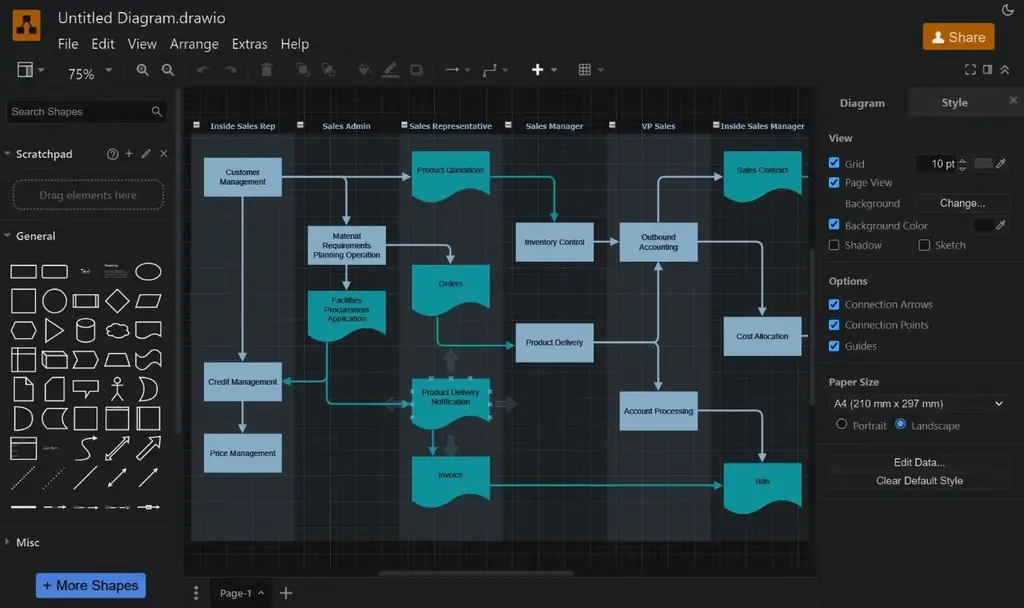 Untitled Diagram.drawio
File Edit View Arrange Extras Help
Share
75%
Search Shapes
Scratchpad
Drag elements here
General
Text
Misc
+ More Shapes
Inside Sales Rep
Sales Admin
Sales Representative
Sales Manager
VP Sales
Inside Sales Manager
Customer
Management
Product Quotations
Sales Contract
Material
Requirements
Planning Operation
Inventory Control
Outbound
Accounting
Orders
Facilities
Procurement
Application
Product Delivery
Cost Allocation
Credit Management
Product Delivery
Notification
Account Processing
Price Management
Invoice
Bills
Page-1
Diagram
Style
View
Grid
10 pt
Page View
Background
Change...
Background Color
Shadow
Sketch
Options
Connection Arrows
Connection Points
Guides
Paper Size
A4 (210 mm x 297 mm)
Portrait
Landscape
Edit Data...
Clear Default Style